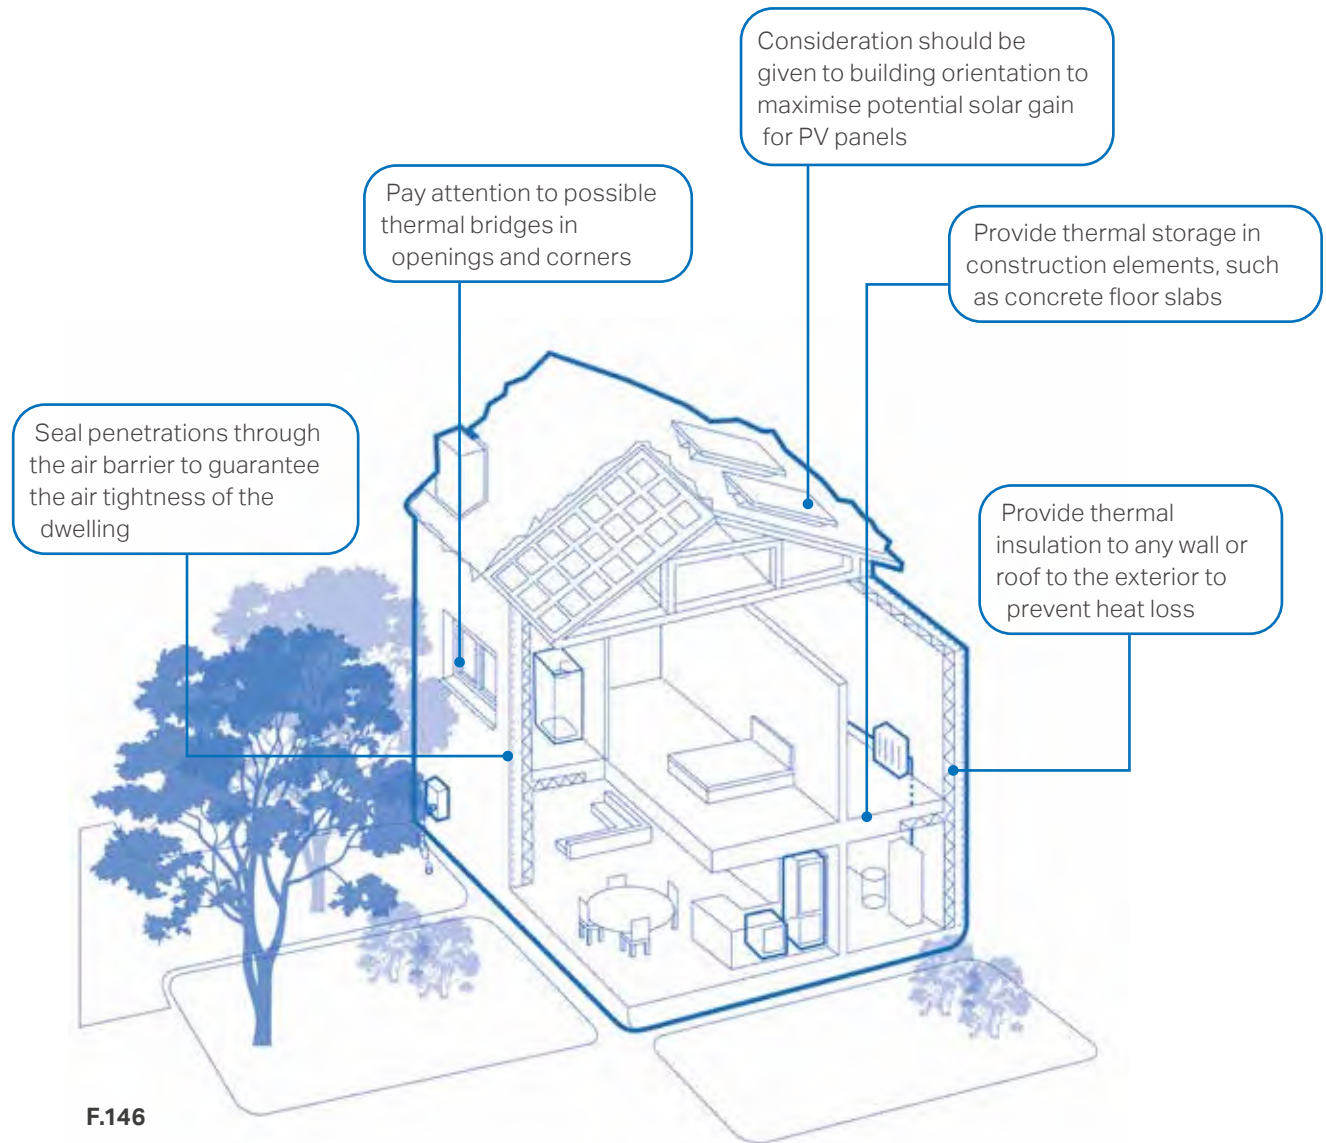 Consideration should be
given to building orientation to
maximise potential solar gain
for PV panels
Pay attention to possible
thermal bridges in
openings and corners
Provide thermal storage in
construction elements, such
as concrete floor slabs
Seal penetrations through
the air barrier to guarantee
the air tightness of the
dwelling
Provide thermal
insulation to any wall or
roof to the exterior to
prevent heat loss
F.146